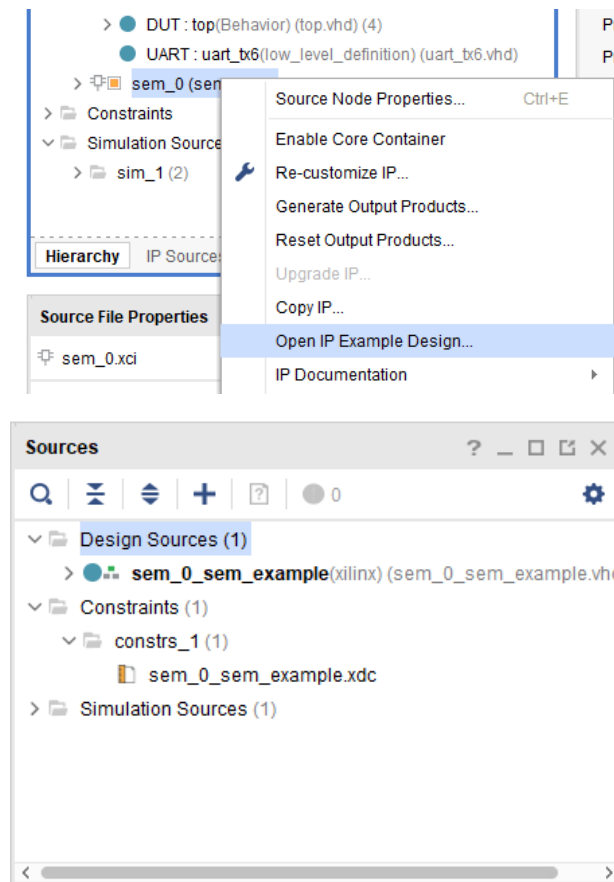 DUT : top(Behavior) (top.vhd) (4)
UART : uart_tx6(low_level_definition) (uart_tx6.vhd)
sem_0 (sem
Constraints
Simulation Source
sim_1 (2)
Hierarchy IP Source
Source File Properties
sem_0.xci
P
P
Source Node Properties... Ctrl+E
Enable Core Container
Re-customize IP...
Generate Output Products...
Reset Output Products...
Upgrade IP...
Copy IP...
Open IP Example Design...
IP Documentation
Sources
? 
? 0
Design Sources (1)
sem_0_sem_example(xilinx) (sem_0_sem_example.vhd
Constraints (1)
constrs_1 (1)
sem_0_sem_example.xdc
Simulation Sources (1)